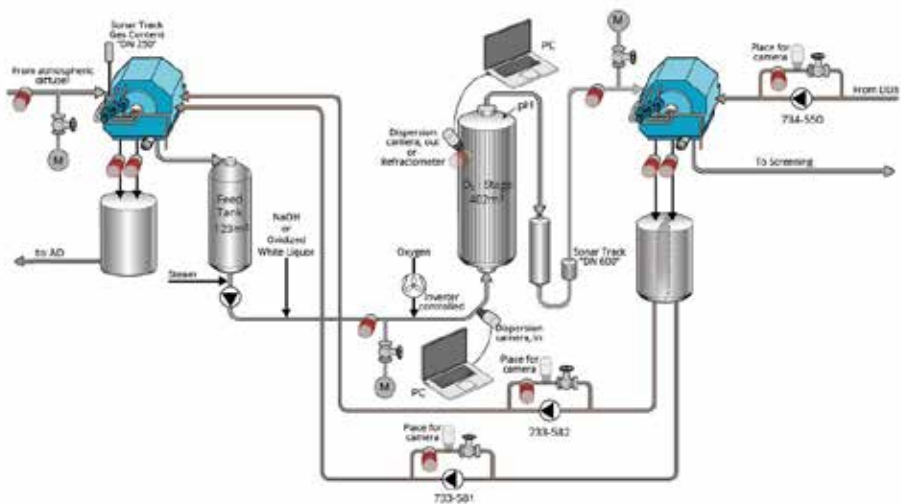 Sonar Track
Gas Content
"DN 250"
From atmospheric
diffuser
M
to AD
Feed
Tank
Steam
NaOH
or
Oxidized
White Liquor
Oxygen
Inverter
controlled
M
PC
Dispersion
camera, in
PC
pH
Dispersion
camera, out
or
Refractometer
O₂ - Stage
402m³
Sonar Track
"DN 600"
M
Place for
camera
From DDB
734-550
To Screening
Place for
camera
733-582
Place for
camera
733-581